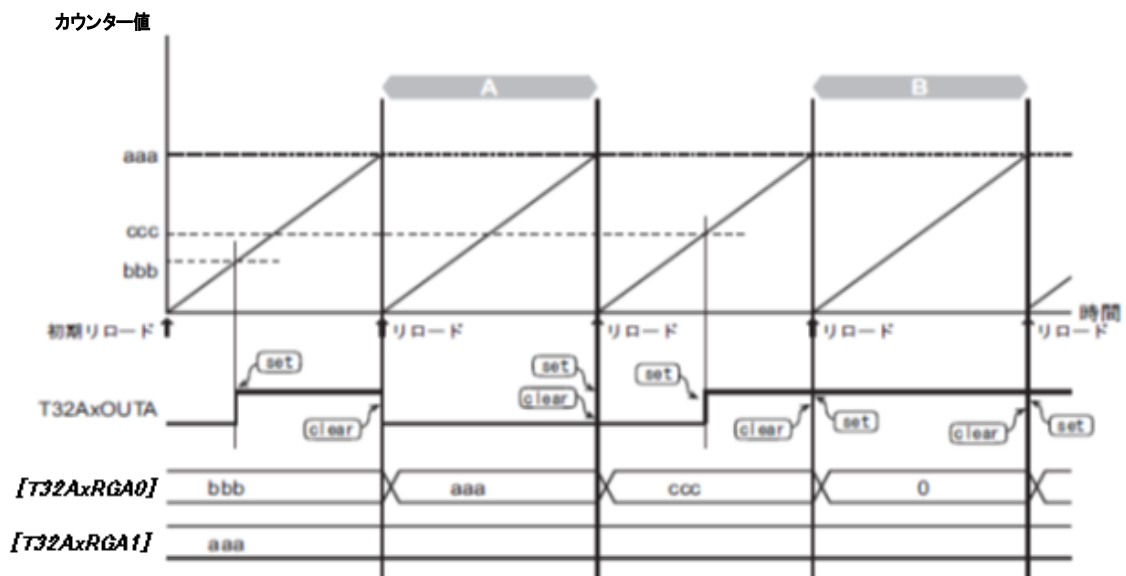 カウンター値
A
B
aaa
ccc
bbb
時間
初期リロード
リロード
リロード
リロード
リロード
set
set
set
clear
T32AxOUTA
clear
clear
set
clear
set
[T32AxRGA0]
bbb
aaa
ccc
0
[T32AxRGA1]
aaa